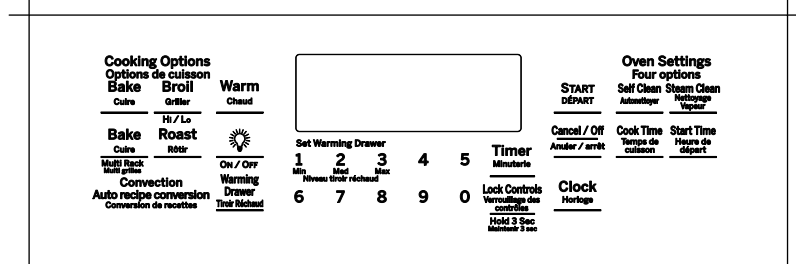 Cooking Options
Options de cuisson
Bake
Cuire
Broil
Griller
Warm
Chaud
Hi / Lo
Bake
Cuire
Roast
Rôtir
Multi Rack
Multi grilles
ON / OFF
Convection
Auto recipe conversion
Conversion de recettes
Warming
Drawer
Tiroir Réchaud
Set Warming Drawer
1 2 3 4 5
Min Med Max
Niveau tiroir réchaud
6 7 8 9 0
Timer
Minuterie
Lock Controls
Verrouillage des
contrôles
Hold 3 Sec
Maintenir 3 sec
START
DÉPART
Cancel / Off
Anuler / arrêt
Clock
Horloge
Oven Settings
Four options
Self Clean
Autonettoyer
Steam Clean
Nettoyage
Vapeur
Cook Time
Temps de
cuisson
Start Time
Heure de
départ